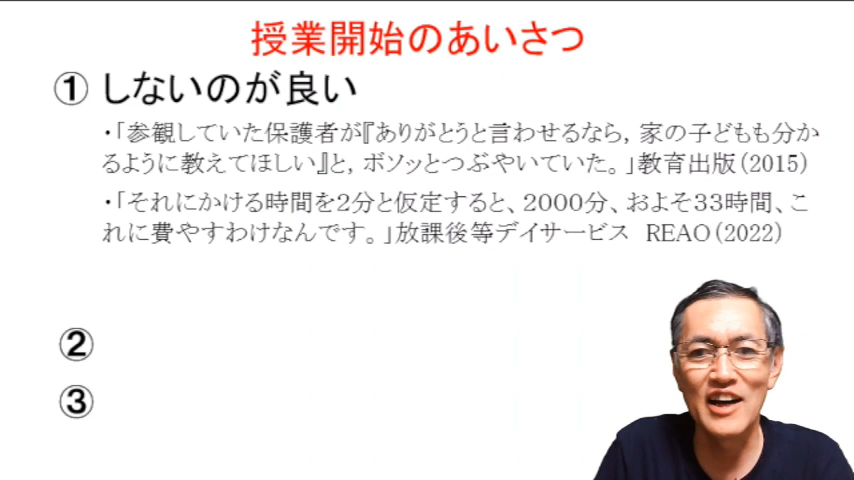 授業開始のあいさつ
① しないのが良い
・「参観していた保護者が『ありがとうと言わせるなら, 家の子どもも分か
るように教えてほしい』と, ボソッとつぶやいていた。」教育出版(2015)
・「それにかける時間を2分と仮定すると、2000分、およそ33時間、こ
れに費やすわけなんです。」放課後等デイサービス REAO(2022)
②
③